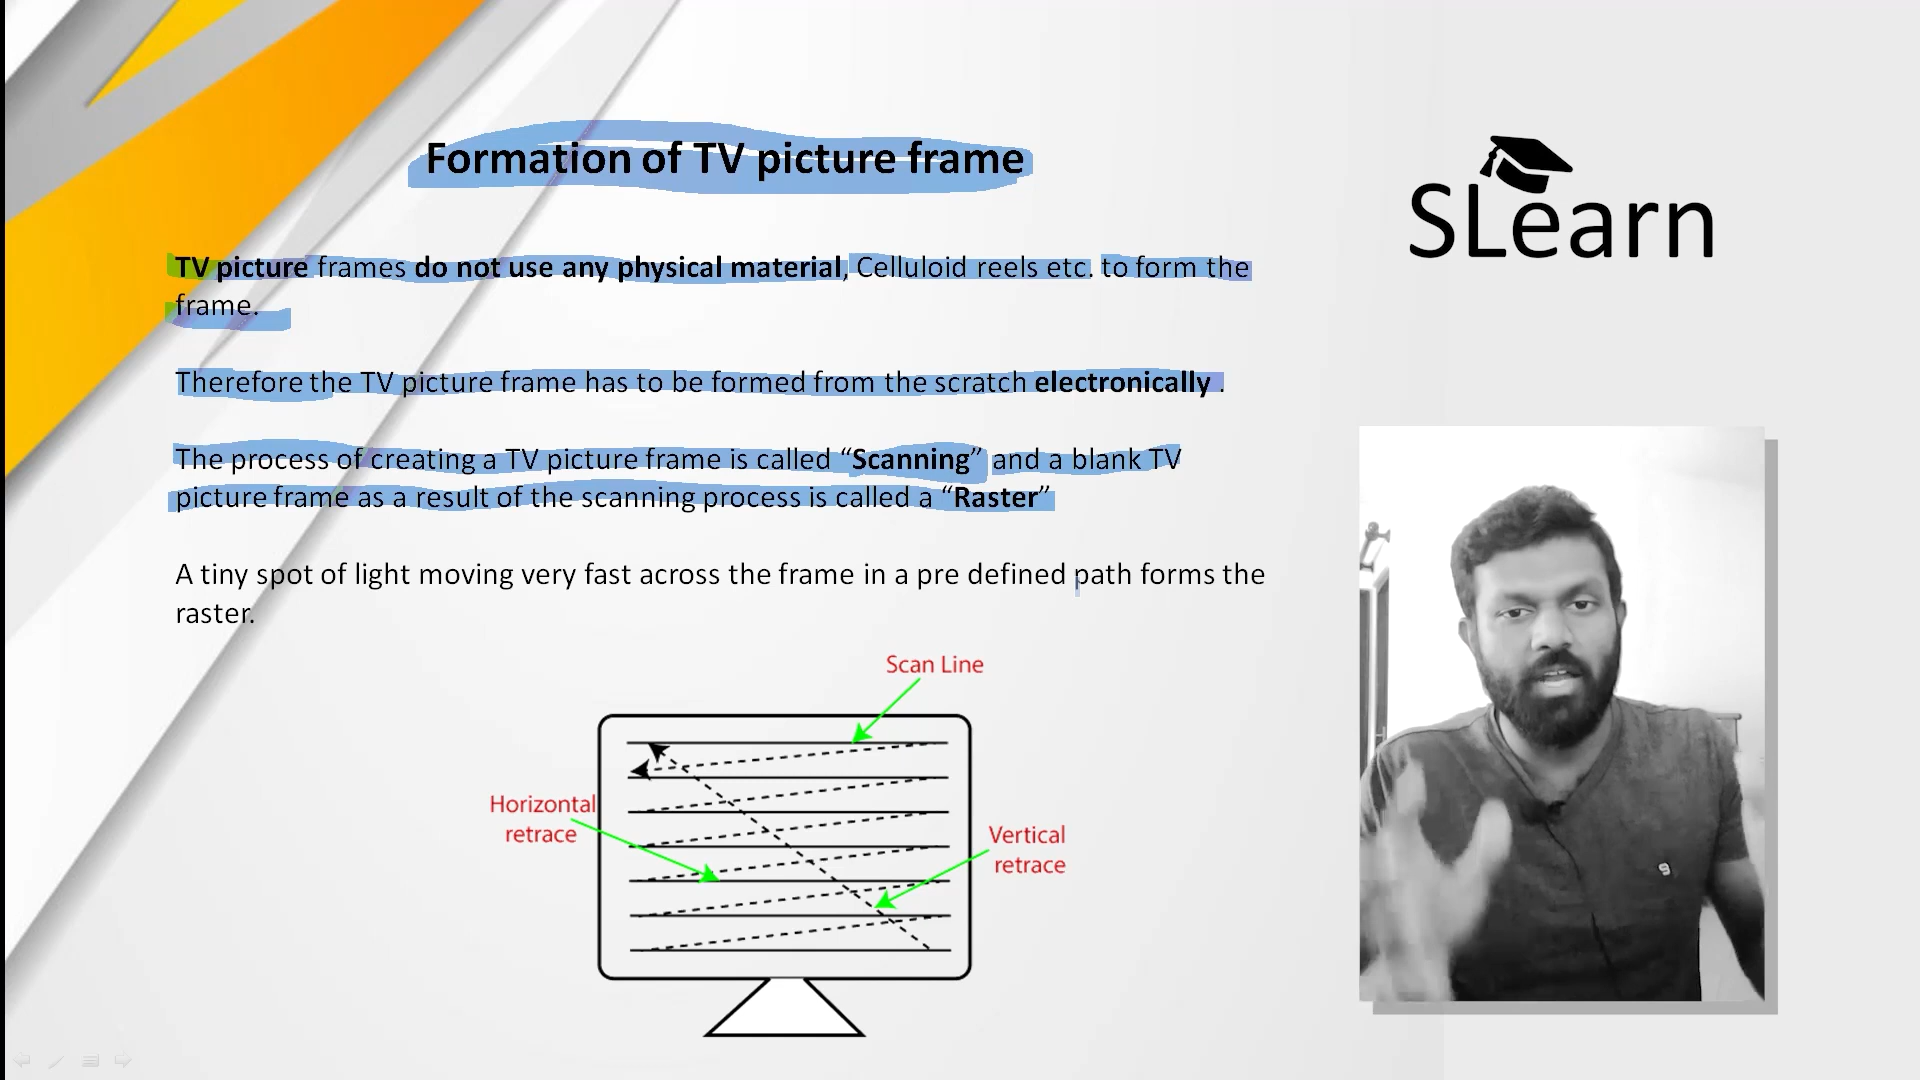 Formation of TV picture frame
SLearn
TV picture frames do not use any physical material, Celluloid reels etc. to form the
frame.
Therefore the TV picture frame has to be formed from the scratch electronically .
The process of creating a TV picture frame is called “Scanning” and a blank TV
picture frame as a result of the scanning process is called a “Raster”
A tiny spot of light moving very fast across the frame in a pre defined path forms the
raster.
Scan Line
Horizontal
retrace
Vertical
retrace